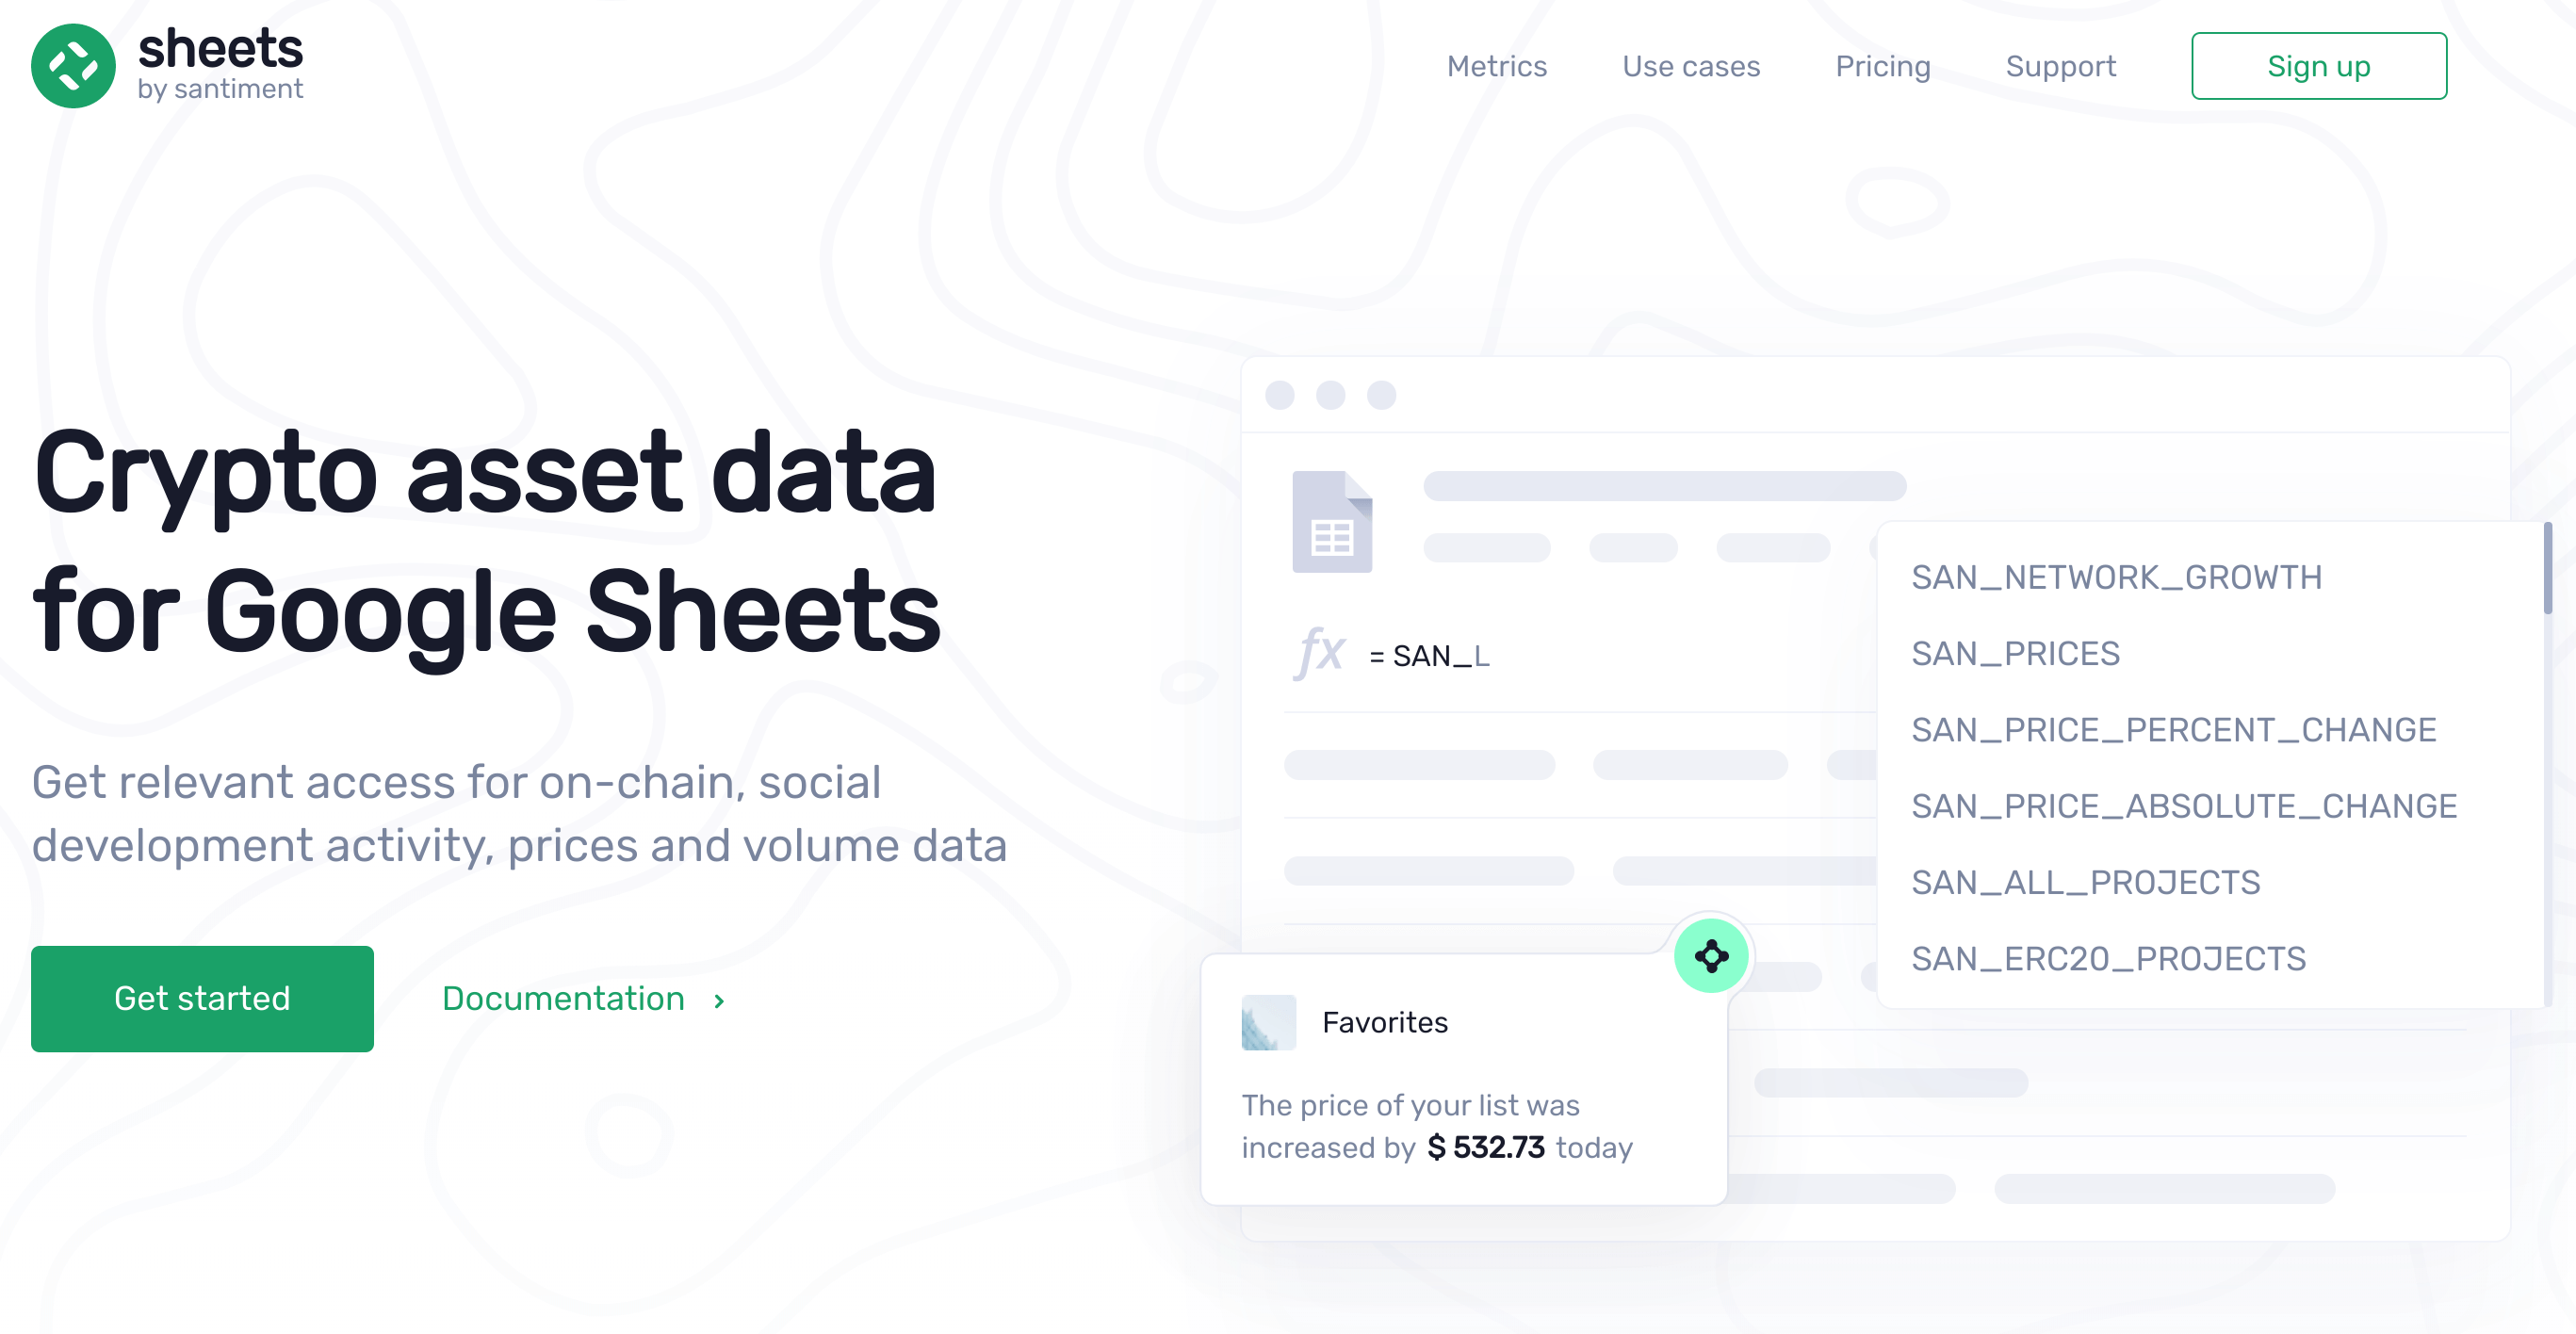 sheets
by santiment
Metrics
Use cases
Pricing
Support
Sign up
Crypto asset data
for Google Sheets
Get relevant access for on-chain, social
development activity, prices and volume data
Get started
Documentation ›
fx = SAN_L
SAN_NETWORK_GROWTH
SAN_PRICES
SAN_PRICE_PERCENT_CHANGE
SAN_PRICE_ABSOLUTE_CHANGE
SAN_ALL_PROJECTS
SAN_ERC20_PROJECTS
Favorites
The price of your list was
increased by $ 532.73 today